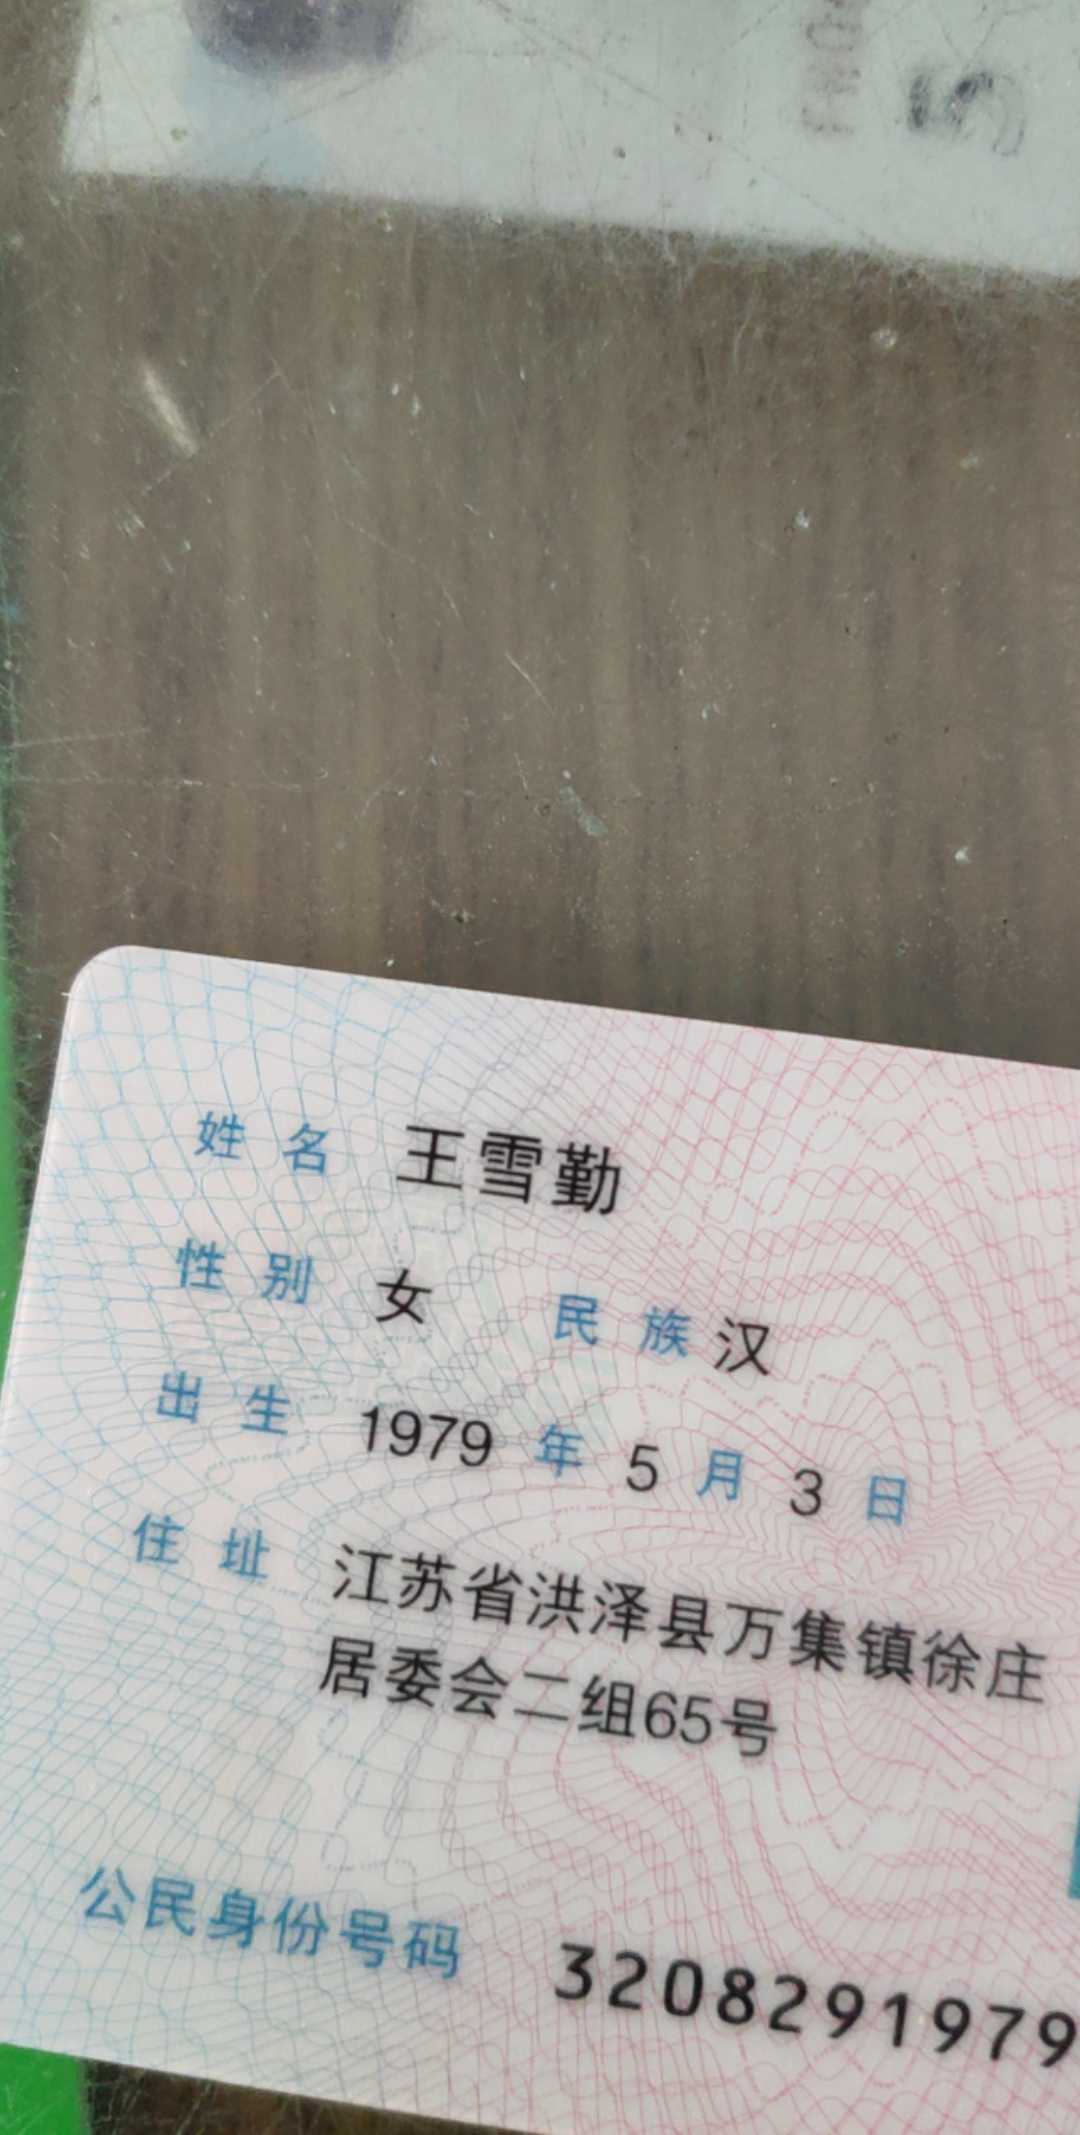 5
姓名 王雪勤
性别 女 民族 汉
出生 1979 年 5 月 3 日
住址 江苏省洪泽县万集镇徐庄
居委会二组65号
公民身份号码 3208291979